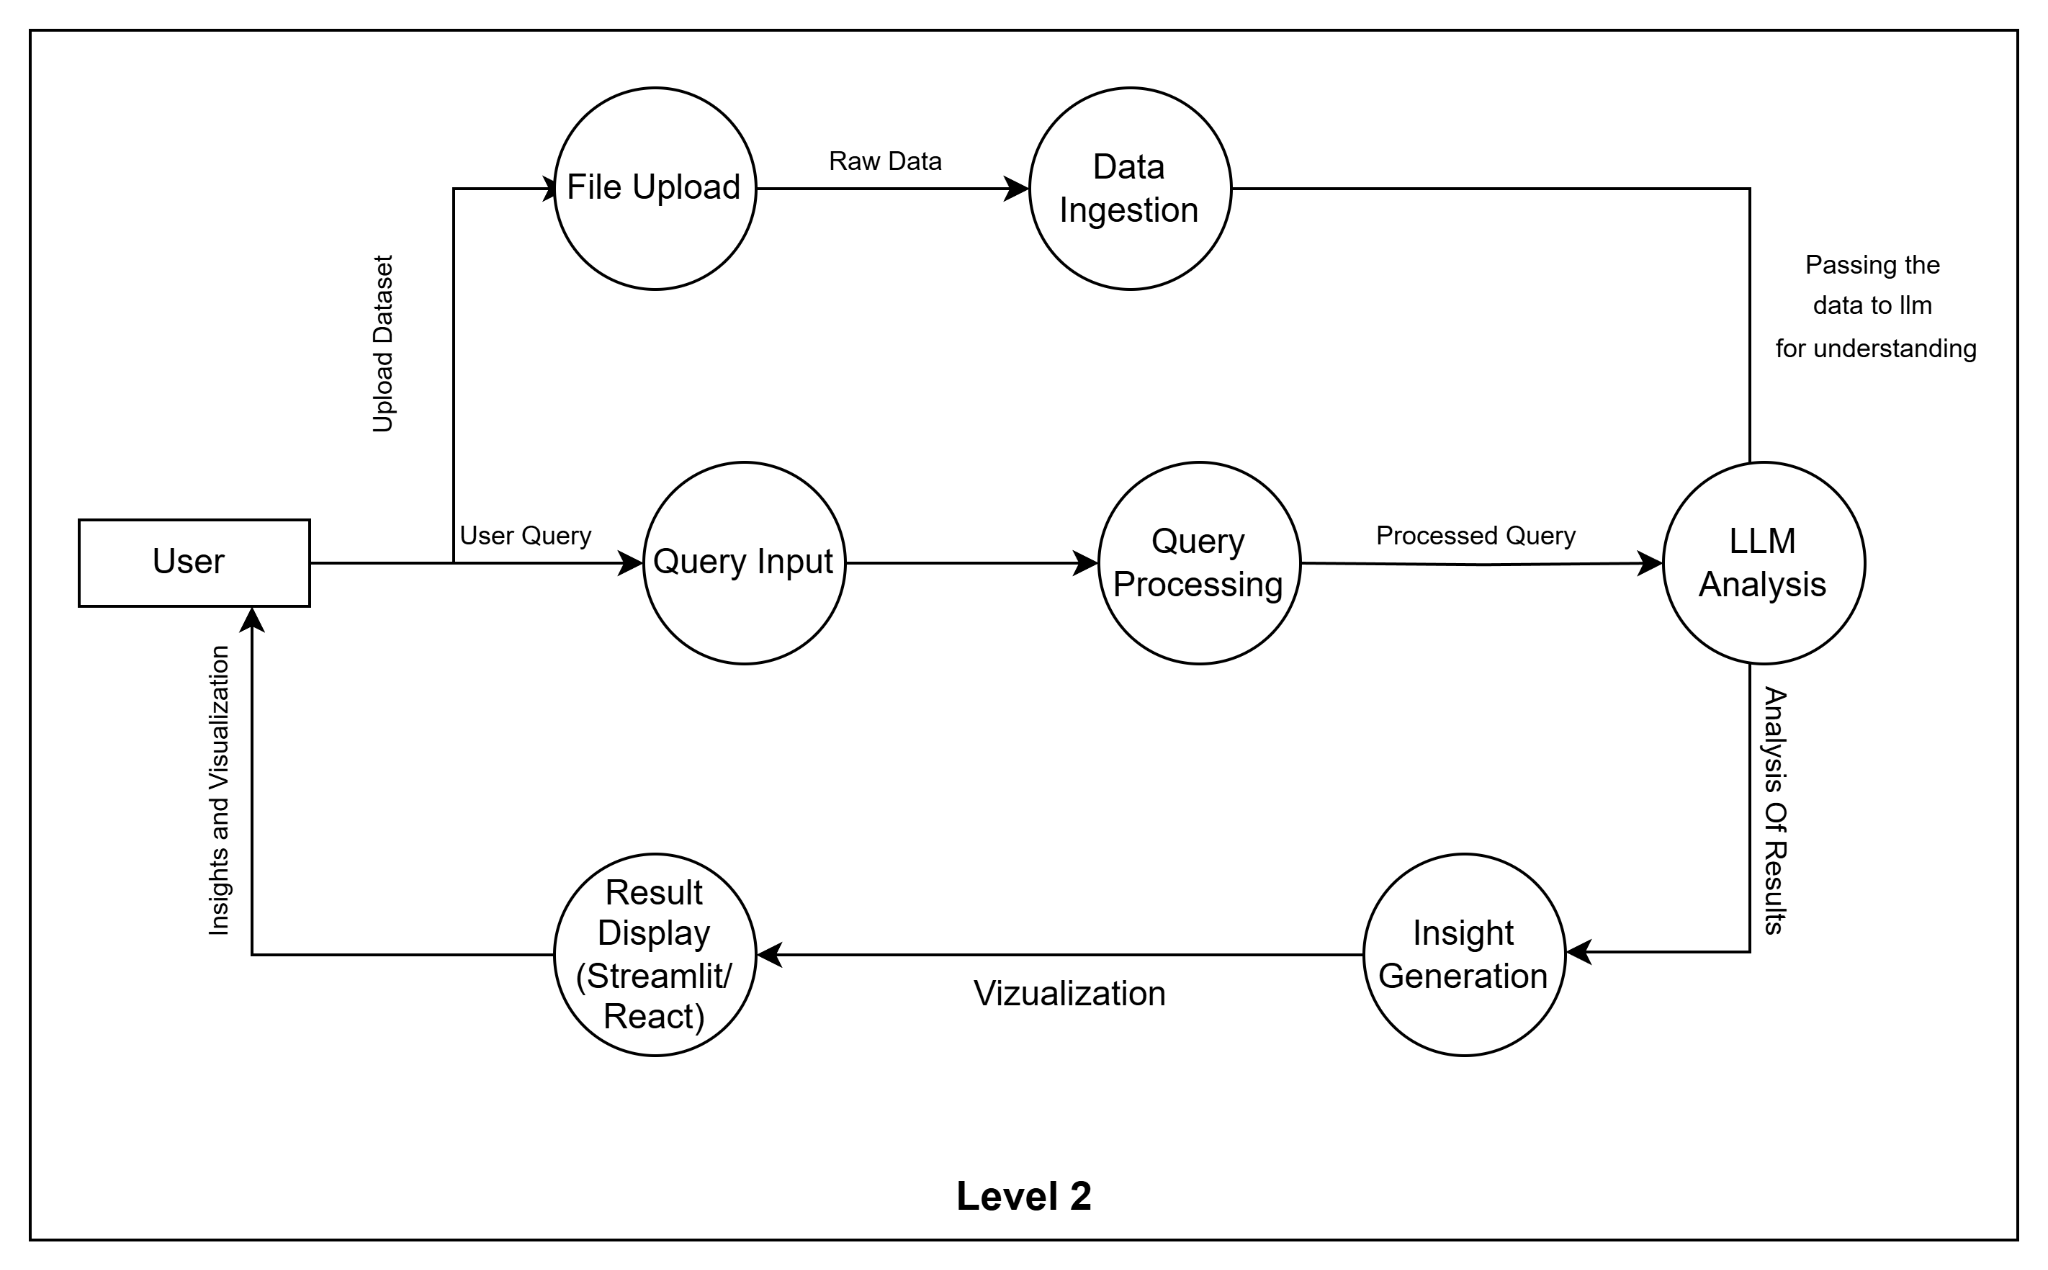 File Upload
Raw Data
Data
Ingestion
Upload Dataset
Passing the
data to llm
for understanding
User
User Query
Query Input
Query
Processing
Processed Query
LLM
Analysis
Insights and Visualization
Analysis Of Results
Result
Display
(Streamlit/
React)
Vizualization
Insight
Generation
Level 2